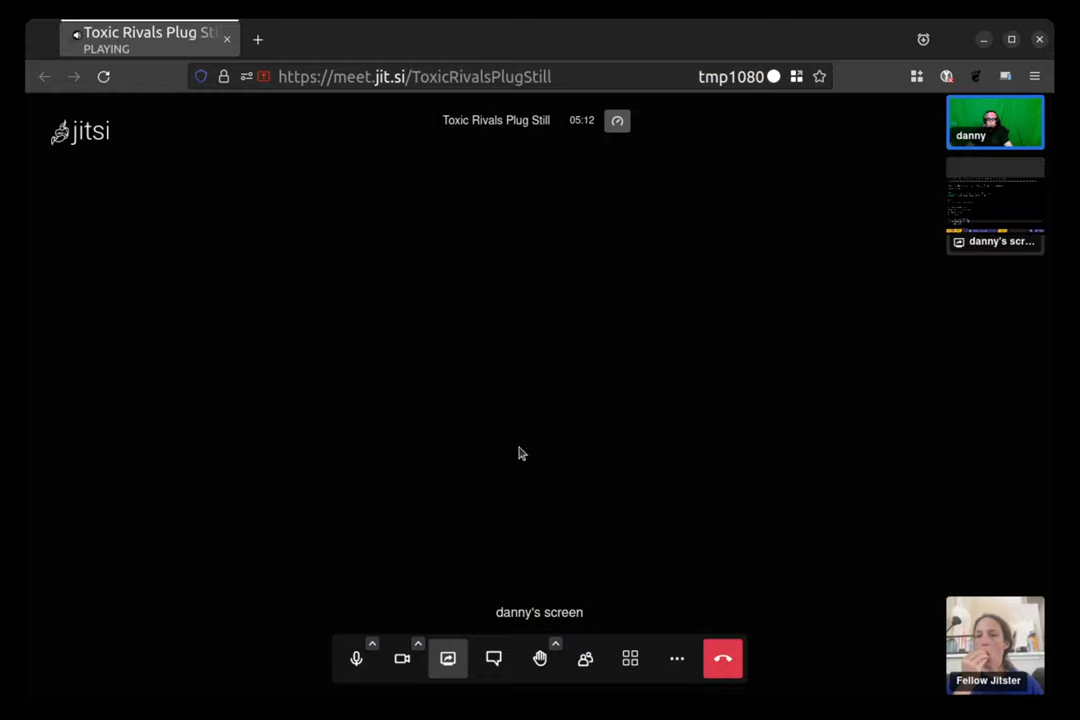 Toxic Rivals Plug Sti
PLAYING
https://meet.jit.si/ToxicRivalsPlugStill
tmp1080
jitsi
Toxic Rivals Plug Still
05:12
danny
danny's scr...
danny's screen
Fellow Jitster